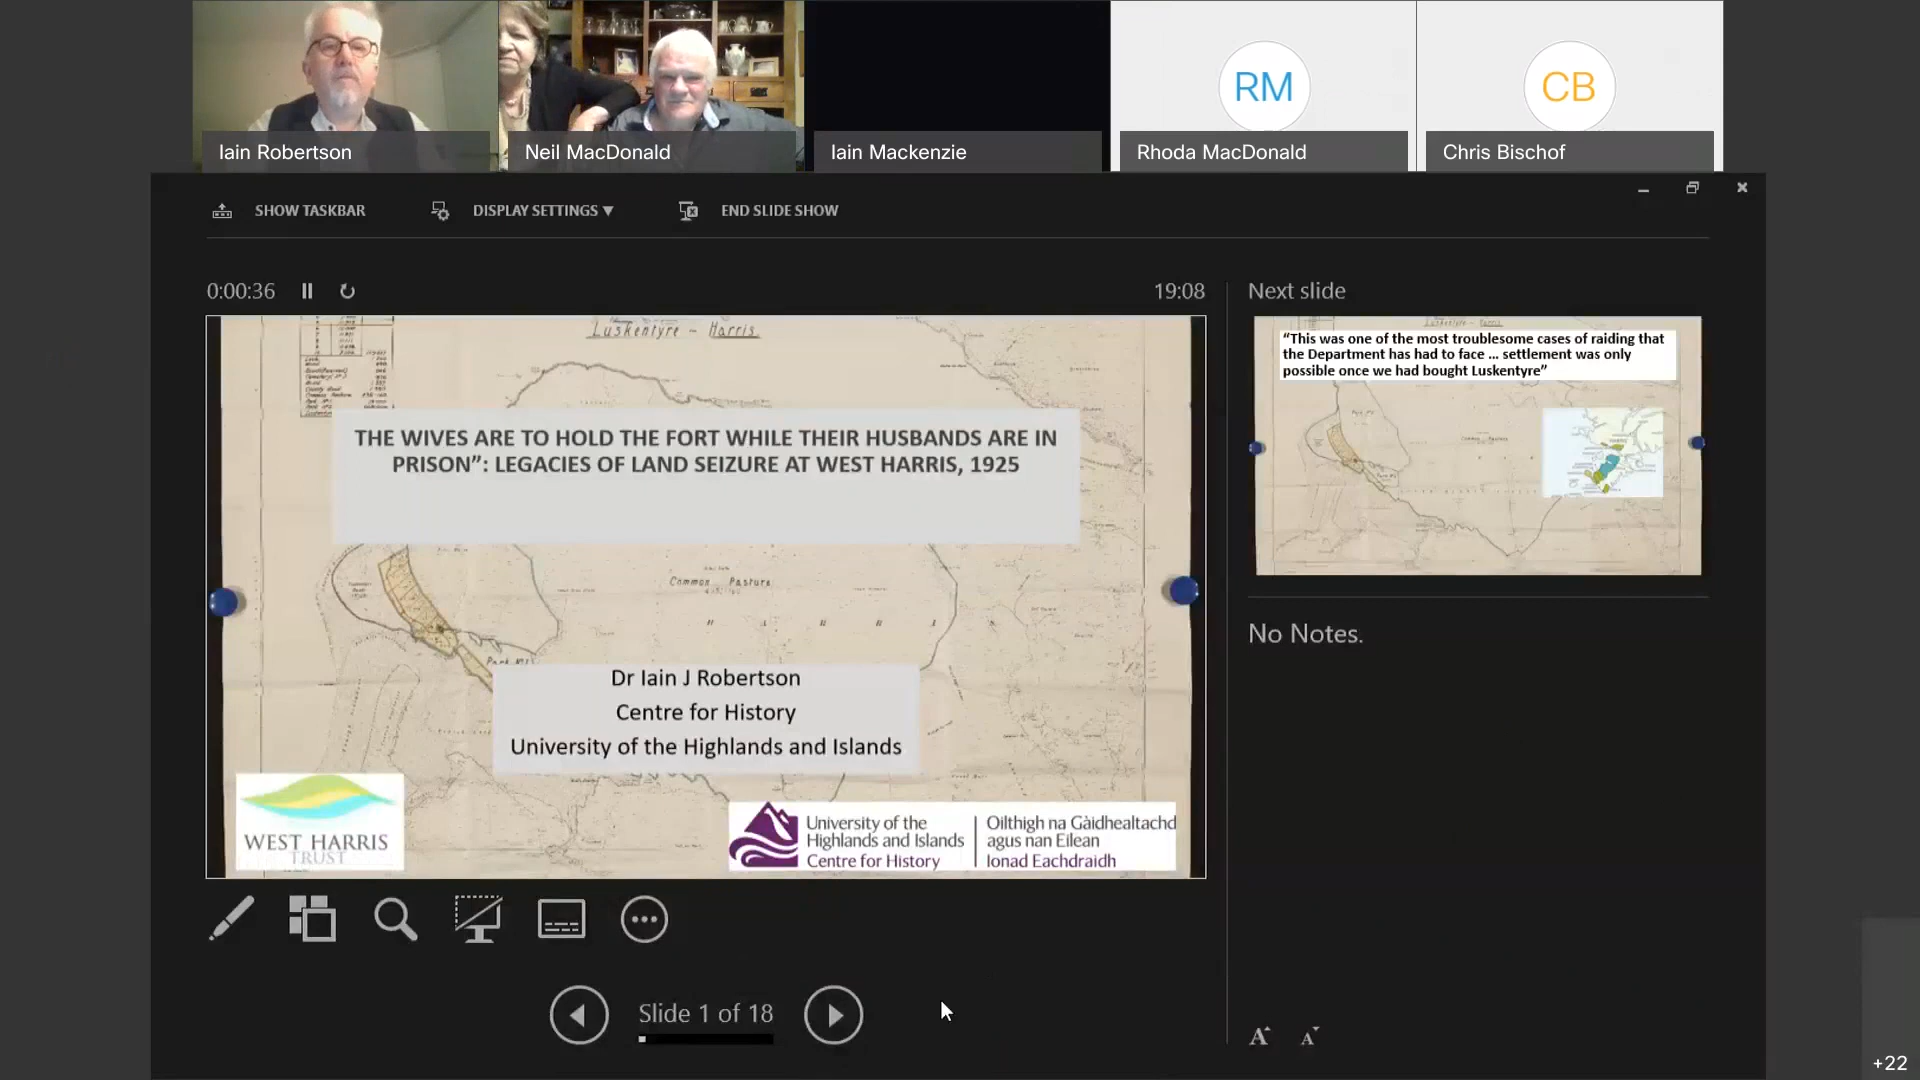 Iain Robertson
Neil MacDonald
Iain Mackenzie
RM
Rhoda MacDonald
CB
Chris Bischof
SHOW TASKBAR
DISPLAY SETTINGS
END SLIDE SHOW
0:00:36
19:08
Luskentyre - Harris
THE WIVES ARE TO HOLD THE FORT WHILE THEIR HUSBANDS ARE IN
PRISON”: LEGACIES OF LAND SEIZURE AT WEST HARRIS, 1925
Common Pasture
H A R R I S
Park Nº1
Dr Iain J Robertson
Centre for History
University of the Highlands and Islands
WEST HARRIS
TRUST
University of the
Highlands and Islands
Centre for History
Oilthigh na Gàidhealtachd
agus nan Eilean
Ionad Eachdraidh
Slide 1 of 18
Next slide
Luskentyre - Harris
“This was one of the most troublesome cases of raiding that
the Department has had to face … settlement was only
possible once we had bought Luskentyre”
No Notes.
A A
+22